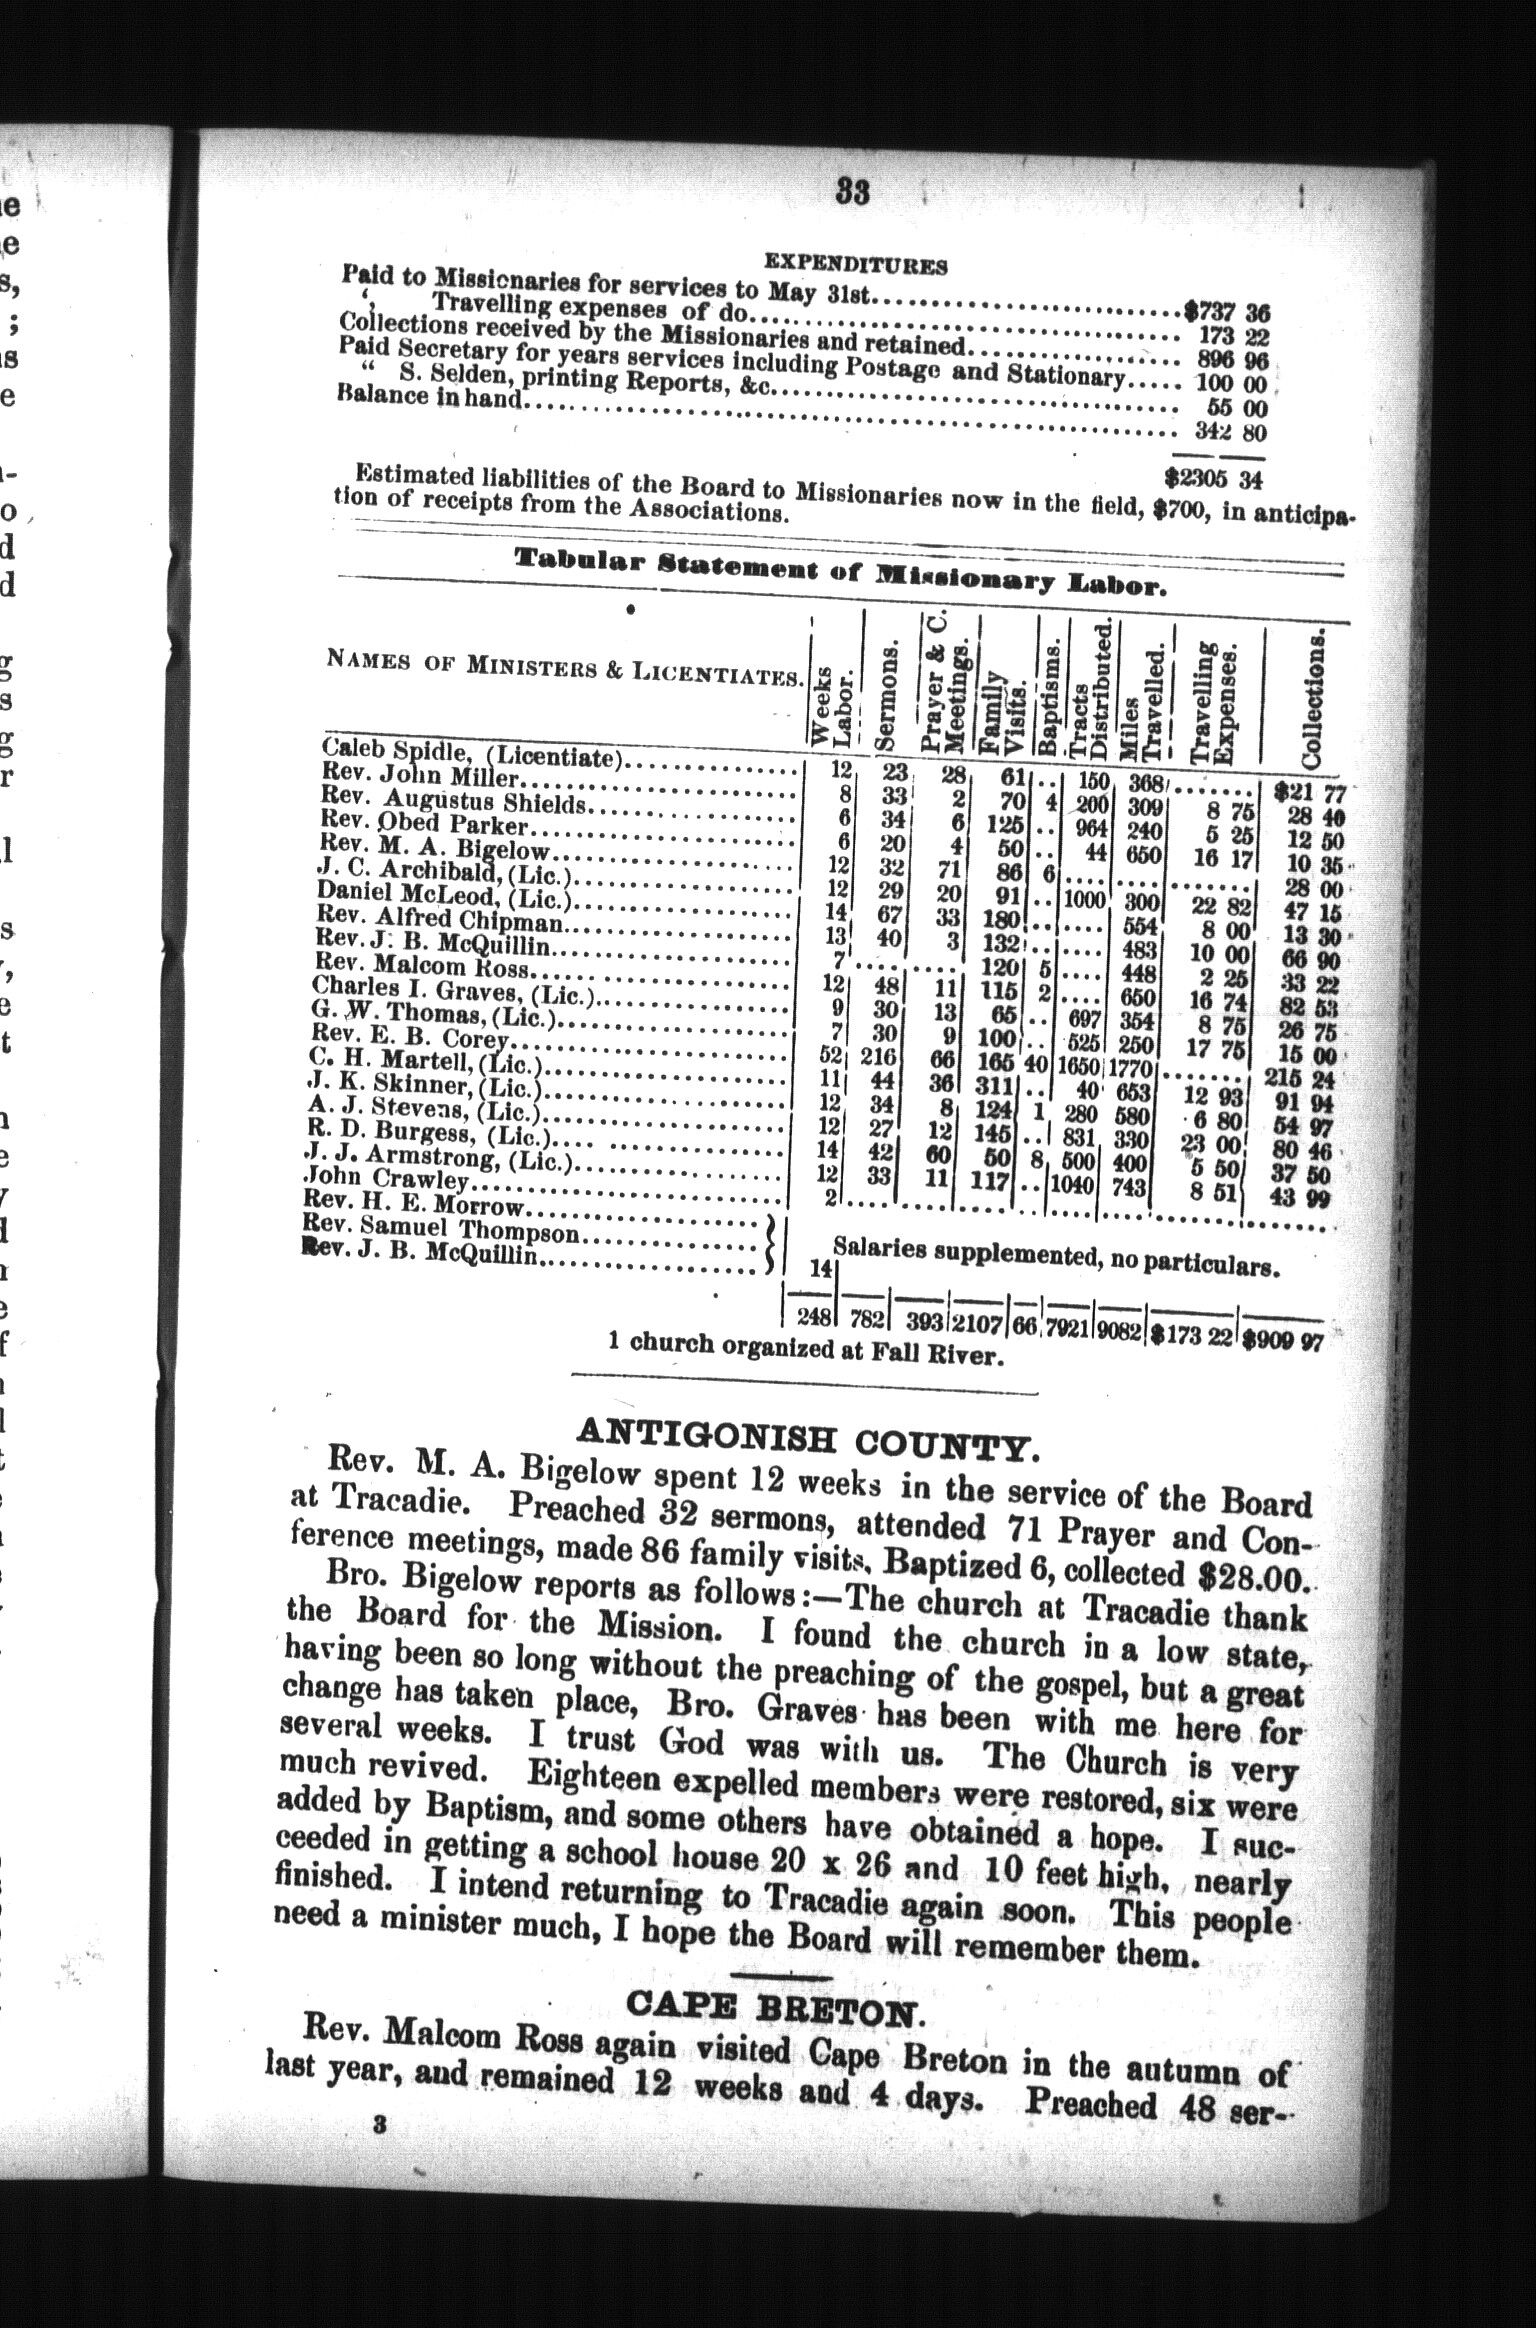 33
EXPENDITURES
Paid to Missionaries for services to May 31st..............................$737 36
‘, Travelling expenses of do.......................................... 173 22
Collections received by the Missionaries and retained.................... 896 96
Paid Secretary for years services including Postage and Stationary..... 100 00
“ S. Selden, printing Reports, &c....................................... 55 00
Balance in hand................................................................ 342 80
$2305 34
Estimated liabilities of the Board to Missionaries now in the field, $700, in anticipa-
tion of receipts from the Associations.
Tabular Statement of Missionary Labor.
NAMES OF MINISTERS & LICENTIATES. Weeks Labor. Sermons. Prayer & C. Meetings. Family Visits. Baptisms. Tracts Distributed. Miles Travelled. Travelling Expenses. Collections.
Caleb Spidle, (Licentiate)............... 12 23 28 61 .. 150 368 ....... $21 77
Rev. John Miller........................ 8 33 2 70 4 200 309 8 75 28 40
Rev. Augustus Shields.................. 6 34 6 125 .. 964 240 5 25 12 50
Rev. Obed Parker....................... 6 20 4 50 .. 44 650 16 17 10 35
Rev. M. A. Bigelow..................... 12 32 71 86 6 .... .... ....... 28 00
J. C. Archibald, (Lic.)................... 12 29 20 91 .. 1000 300 22 82 47 15
Daniel McLeod, (Lic.)................... 14 67 33 180 .. .... 554 8 00 13 30
Rev. Alfred Chipman.................... 13 40 3 132 .. .... 483 10 00 66 90
Rev. J. B. McQuillin..................... 7 .... .... 120 5 .... 448 2 25 33 22
Rev. Malcom Ross....................... 12 48 11 115 2 .... 650 16 74 82 53
Charles I. Graves, (Lic.)................. 9 30 13 65 .. 697 354 8 75 26 75
G. W. Thomas, (Lic.).................... 7 30 9 100 .. 525 250 17 75 15 00
Rev. E. B. Corey........................ 52 216 66 165 40 1650 1770 ....... 215 24
C. H. Martell, (Lic.)..................... 11 44 36 311 .. 40 653 12 93 91 94
J. K. Skinner, (Lic.)..................... 12 34 8 124 1 280 580 6 80 54 97
A. J. Stevens, (Lic.)..................... 12 27 12 145 .. 831 330 23 00 80 46
R. D. Burgess, (Lic.).... ............... 14 42 60 50 8 500 400 5 50 37 50
J. J. Armstrong, (Lic.).................. 12 33 11 117 .. 1040 743 8 51 43 99
John Crawley........................... 2 .... .... .... .. .... .... ....... .......
Rev. H. E. Morrow....................
Rev. Samuel Thompson............... } Salaries supplemented, no particulars.
Rev. J. B. McQuillin................... 14
248 782 393 2107 66 7921 9082 $173 22 $909 97
1 church organized at Fall River.
ANTIGONISH COUNTY.
Rev. M. A. Bigelow spent 12 weeks in the service of the Board
at Tracadie. Preached 32 sermons, attended 71 Prayer and Con-
ference meetings, made 86 family visits, Baptized 6, collected $28.00.
Bro. Bigelow reports as follows:—The church at Tracadie thank
the Board for the Mission. I found the church in a low state,
having been so long without the preaching of the gospel, but a great
change has taken place, Bro. Graves has been with me here for
several weeks. I trust God was with us. The Church is very
much revived. Eighteen expelled members were restored, six were
added by Baptism, and some others have obtained a hope. I suc-
ceeded in getting a school house 20 x 26 and 10 feet high, nearly
finished. I intend returning to Tracadie again soon. This people
need a minister much, I hope the Board will remember them.
CAPE BRETON.
Rev. Malcom Ross again visited Cape Breton in the autumn of
last year, and remained 12 weeks and 4 days. Preached 48 ser-
3